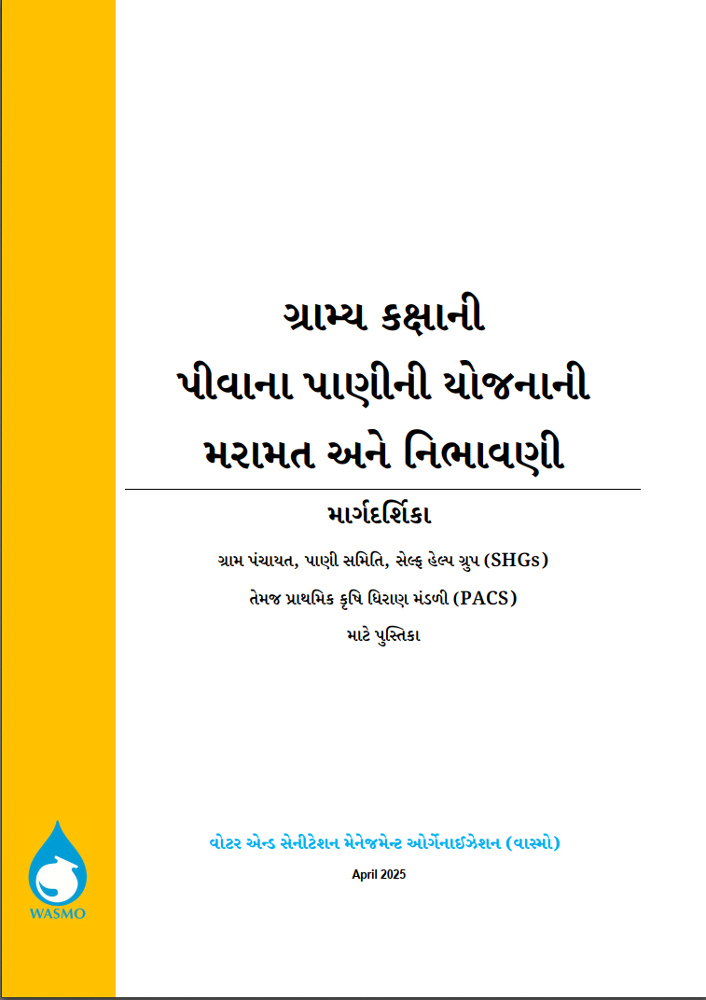 ગ્રામ્ય કક્ષાની
પીવાના પાણીની યોજનાની
મરામત અને નિભાવણી
માર્ગદર્શિકા
ગ્રામ પંચાયત, પાણી સમિતિ, સેલ્ફ હેલ્પ ગ્રુપ (SHGs)
તેમજ પ્રાથમિક કૃષિ ધિરાણ મંડળી (PACS)
માટે પુસ્તિકા
વોટર એન્ડ સેનીટેશન મેનેજમેન્ટ ઓર્ગેનાઈઝેશન (વાસ્મો)
April 2025
WASMO